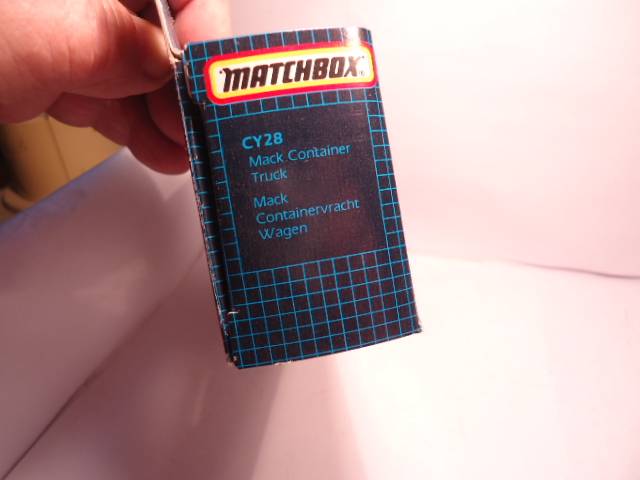 MATCHBOX
CY28
Mack Container
Truck
Mack
Containervracht
Wagen